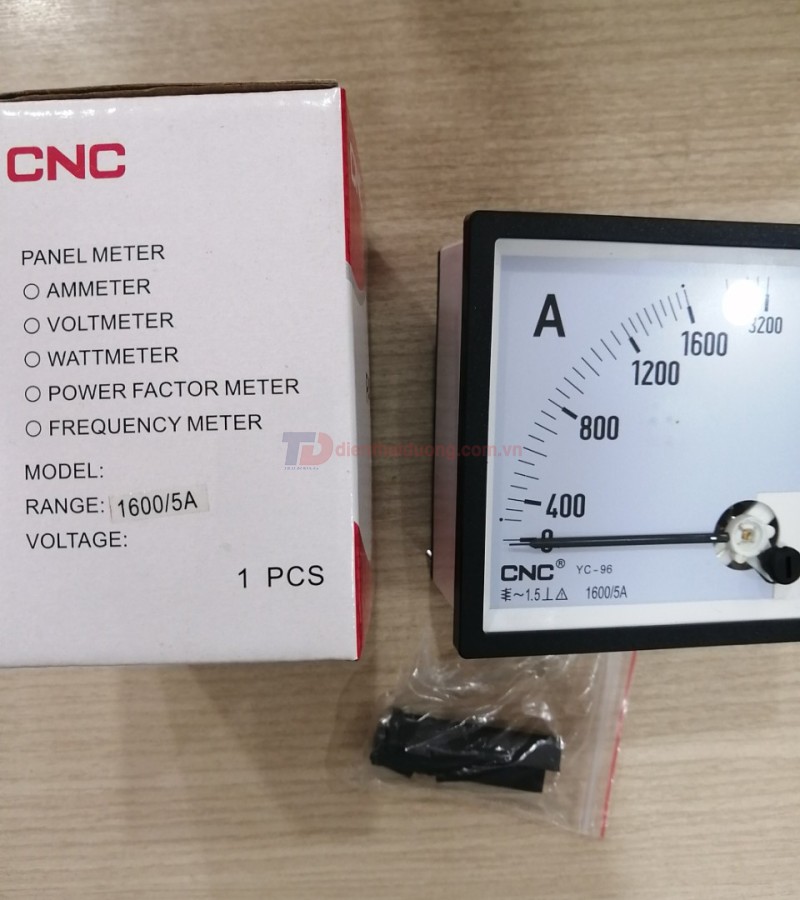 CNC
PANEL METER
AMMETER
VOLTMETER
WATTMETER
POWER FACTOR METER
FREQUENCY METER
MODEL:
RANGE: 1600/5A
VOLTAGE:
1 PCS
A
3200
1600
1200
800
400
0
CNC® YC-96
~1.5 1600/5A
TD